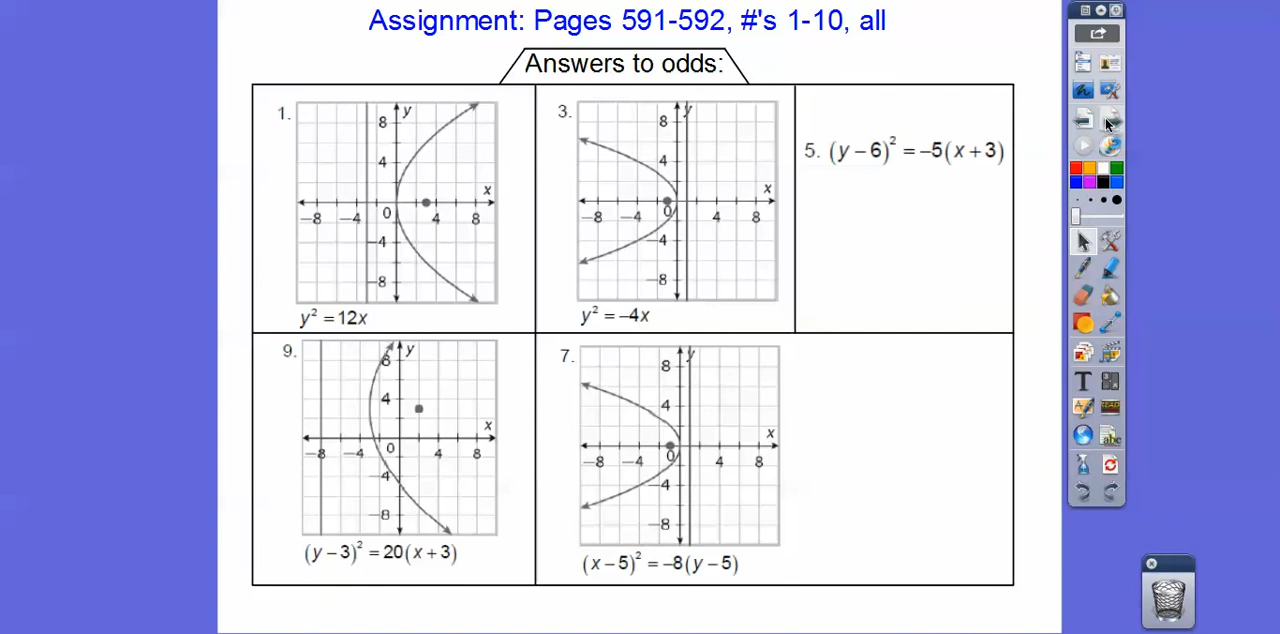 Assignment: Pages 591-592, #'s 1-10, all
Answers to odds:
1.
y
8
4
x
−8 −4 0 4 8
−4
−8
y² = 12x
3.
y
8
4
x
−8 −4 0 4 8
−4
−8
y² = −4x
5. (y − 6)² = −5(x + 3)
9.
y
8
4
x
−8 −4 0 4 8
−4
−8
(y − 3)² = 20(x + 3)
7.
y
8
4
x
−8 −4 0 4 8
−4
−8
(x − 5)² = −8(y − 5)